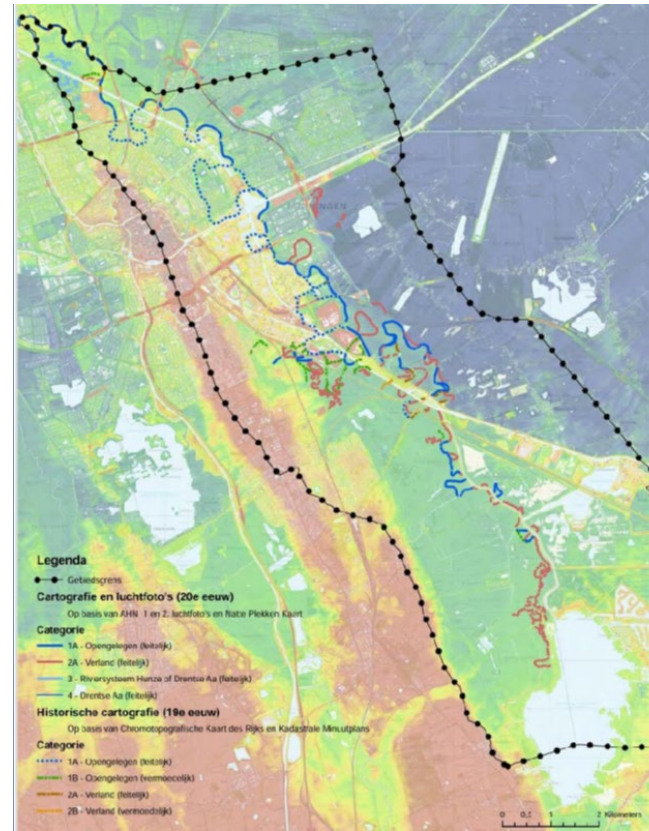 Legenda
Gebiedsgrens
Cartografie en luchtfoto's (20e eeuw)
Op basis van AHN 1 en 2, luchtfoto's en Natte Plekken Kaart
Categorie
1A - Opengelegen (feitelijk)
2A - Verland (feitelijk)
3 - Riviersysteem Hunze of Drentse Aa (feitelijk)
4 - Drentse Aa (feitelijk)
Historische cartografie (19e eeuw)
Op basis van Chromotopografische Kaart des Rijks en Kadastrale Minuutplans
Categorie
1A - Opengelegen (feitelijk)
1B - Opengelegen (vermoedelijk)
2A - Verland (feitelijk)
2B - Verland (vermoedelijk)
0 0,5 1 2 Kilometers